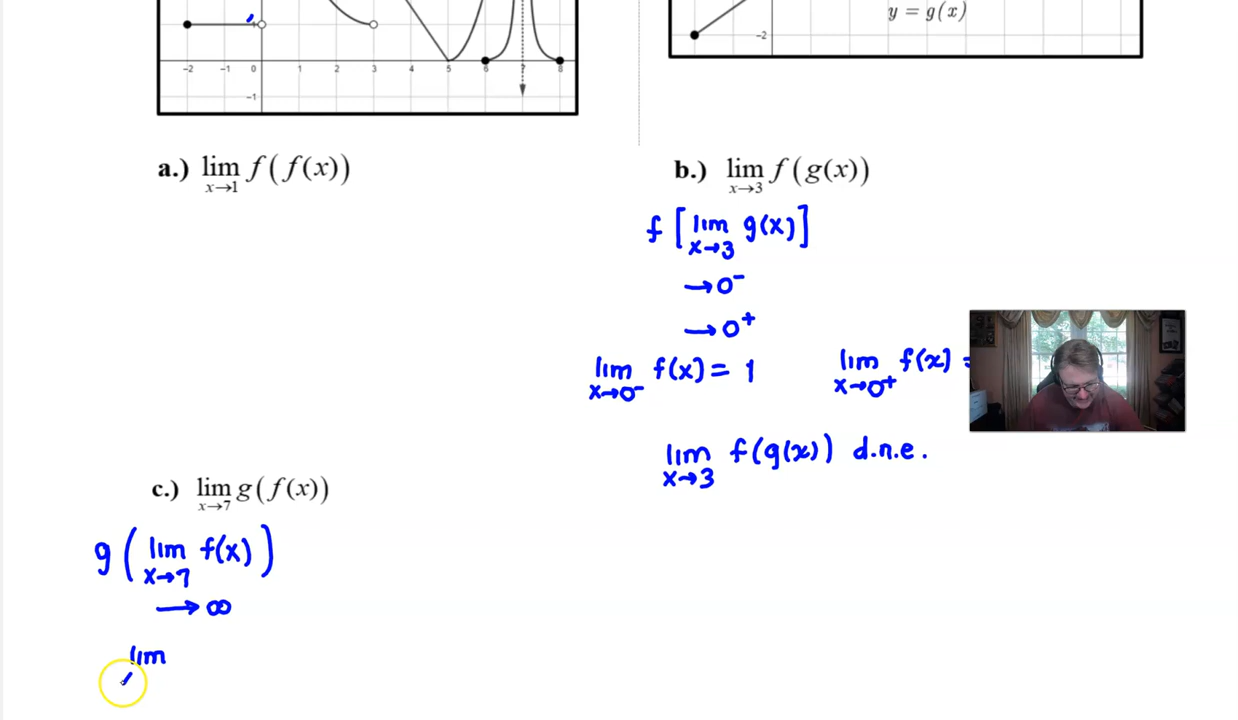 -2 -1 0 1 2 3 4 5 6 7 8
-1
y = g(x)
-2
a.) lim x→1 f(f(x))
b.) lim x→3 f(g(x))
f [lim x→3 g(x)]
→0⁻
→0⁺
lim x→0⁻ f(x) = 1
lim x→0⁺ f(x) =
lim x→3 f(g(x)) d.n.e.
c.) lim x→7 g(f(x))
g (lim x→7 f(x))
→ ∞
lim